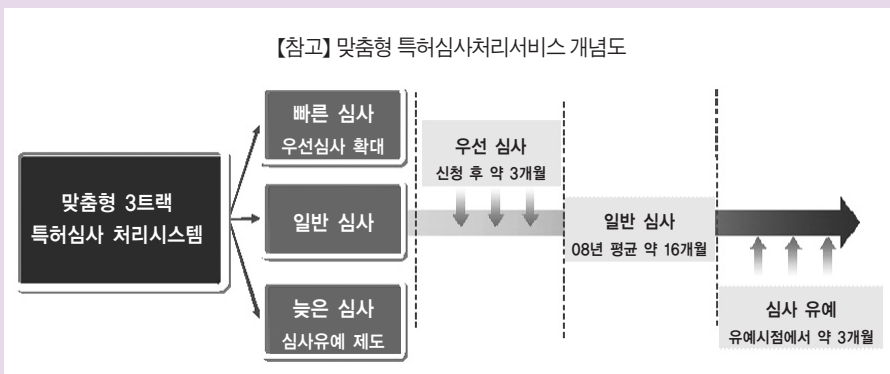 【참고】 맞춤형 특허심사처리서비스 개념도
맞춤형 3트랙
특허심사 처리시스템
빠른 심사
우선심사 확대
일반 심사
늦은 심사
심사유예 제도
우선 심사
신청 후 약 3개월
일반 심사
08년 평균 약 16개월
심사 유예
유예시점에서 약 3개월